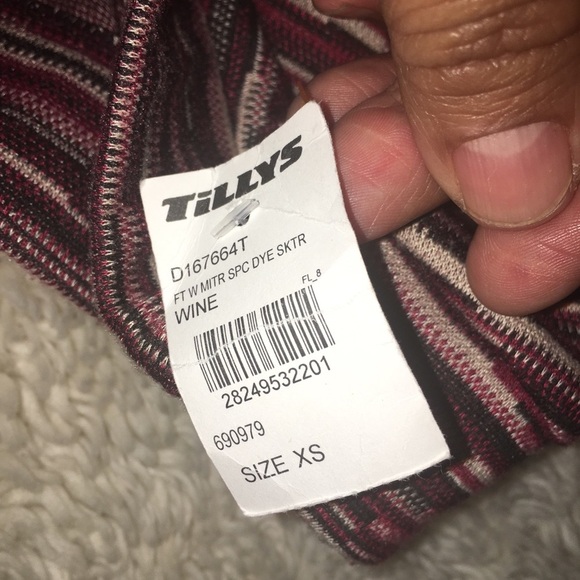 TiLLYS
D167664T
FT W MITR SPC DYE SKTR
WINE
FL_8
28249532201
690979
SIZE XS